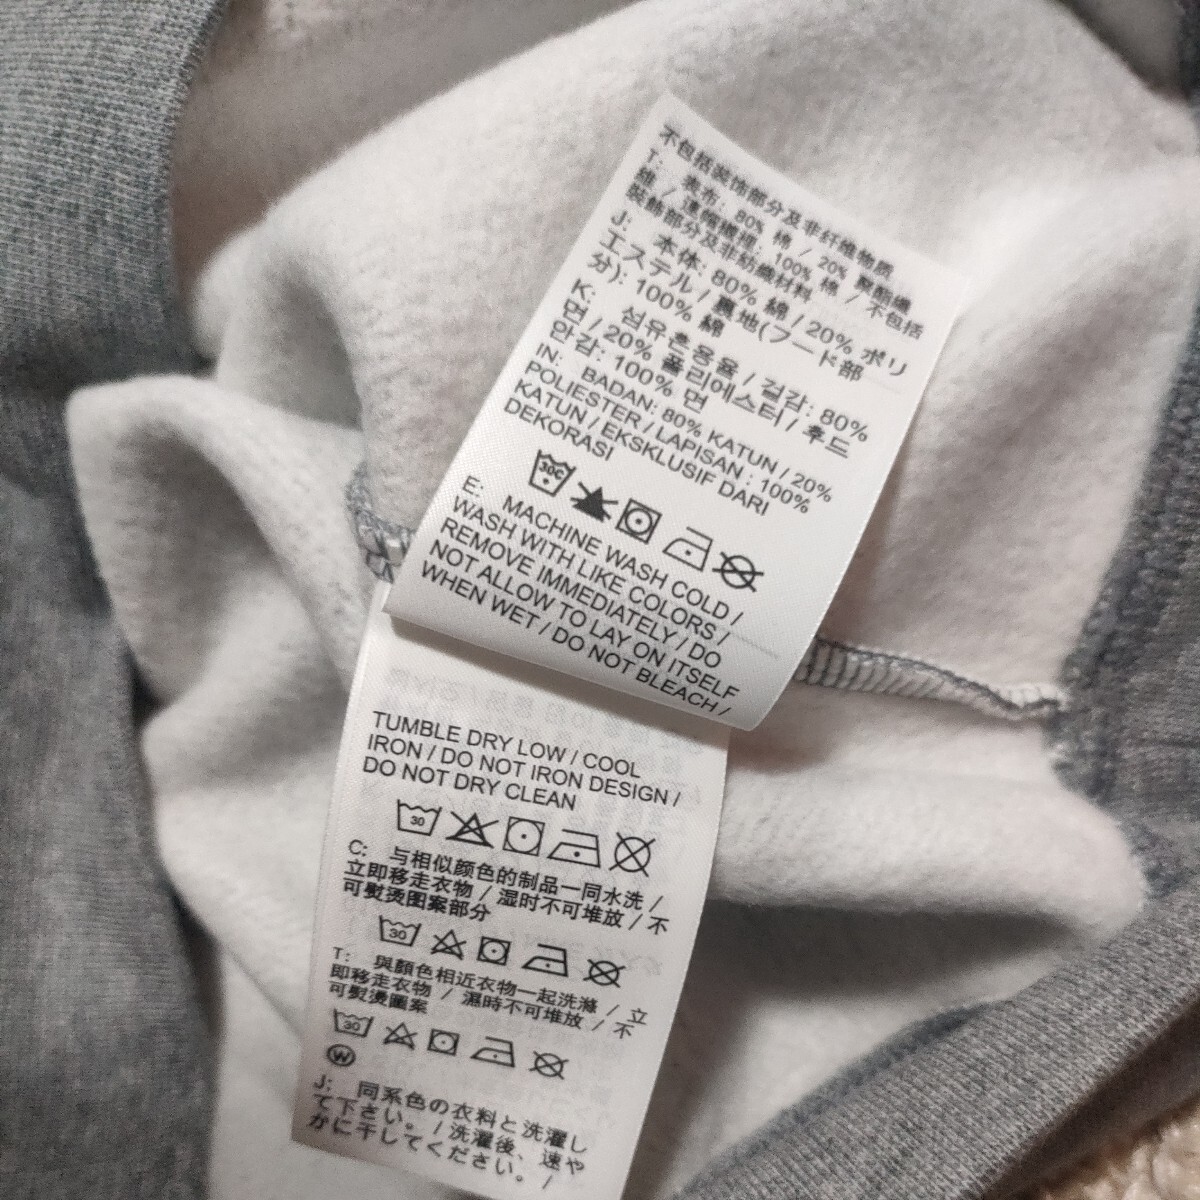 不包括装饰部分及非纤维物质
T: 表布: 80% 棉 / 20% 聚酯纖
維 / 連帽襯裡, 100% 棉 / 不包括
裝飾部分及非紡織材料
J: 本体: 80% 綿 / 20% ポリ
エステル / 裏地(フード部
分): 100% 綿
K: 섬유혼용율 / 겉감: 80%
면 / 20% 폴리에스터 / 후드
안감: 100% 면
IN: BADAN: 80% KATUN / 20%
POLIESTER / LAPISAN : 100%
KATUN / EKSKLUSIF DARI
DEKORASI
30C
E: MACHINE WASH COLD /
WASH WITH LIKE COLORS /
REMOVE IMMEDIATELY / DO
NOT ALLOW TO LAY ON ITSELF
WHEN WET / DO NOT BLEACH /
TUMBLE DRY LOW / COOL
IRON / DO NOT IRON DESIGN /
DO NOT DRY CLEAN
30
C: 与相似颜色的制品一同水洗 /
立即移走衣物 / 湿时不可堆放 / 不
可熨烫图案部分
30
T: 與顏色相近衣物一起洗滌 / 立
即移走衣物 / 濕時不可堆放 / 不
可熨燙圖案
30
W
J: 同系色の衣料と洗濯し
て下さい。 / 洗濯後、速や
かに干してください。 /